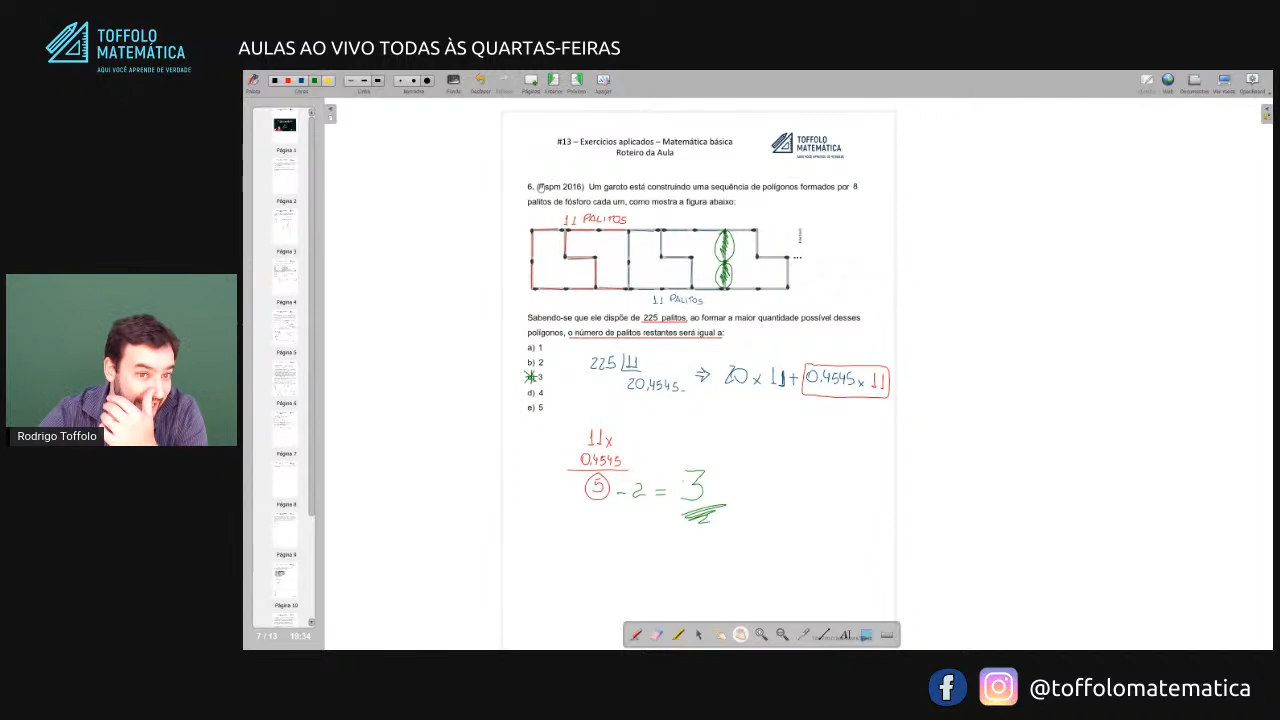 TOFFOLO
MATEMÁTICA
AQUI VOCÊ APRENDE DE VERDADE
AULAS AO VIVO TODAS ÀS QUARTAS-FEIRAS
Página 1
Página 2
Página 3
Página 4
Página 5
Página 6
Página 7
Página 8
Página 9
Página 10
7 / 13 19:34
#13 – Exercícios aplicados – Matemática básica
Roteiro da Aula
TOFFOLO
MATEMÁTICA
6. (Espm 2016) Um garoto está construindo uma sequência de polígonos formados por 8
palitos de fósforo cada um, como mostra a figura abaixo:
11 PALITOS
...
11 PALITOS
Sabendo-se que ele dispõe de 225 palitos, ao formar a maior quantidade possível desses
polígonos, o número de palitos restantes será igual a:
a) 1
b) 2
3
d) 4
e) 5
225 | 11
20,4545..
⇒ 20 x 11 + 0,4545 x 11
11 x
0,4545
5 - 2 = 3
Rodrigo Toffolo
@toffolomatematica